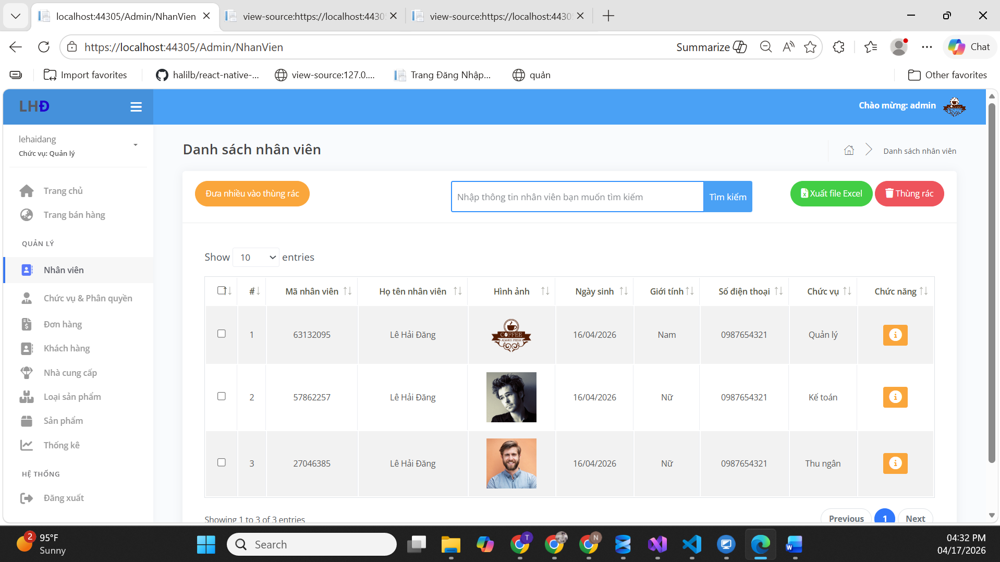 localhost:44305/Admin/NhanVien
view-source:https://localhost:4430
view-source:https://localhost:4430
https://localhost:44305/Admin/NhanVien
Summarize
Chat
Import favorites
halilb/react-native-...
view-source:127.0....
Trang Đăng Nhập...
quản
Other favorites
LHĐ
Chào mừng: admin
lehaidang
Chức vụ: Quản lý
Trang chủ
Trang bán hàng
QUẢN LÝ
Nhân viên
Chức vụ & Phân quyền
Đơn hàng
Khách hàng
Nhà cung cấp
Loại sản phẩm
Sản phẩm
Thống kê
HỆ THỐNG
Đăng xuất
Danh sách nhân viên
Danh sách nhân viên
Đưa nhiều vào thùng rác
Nhập thông tin nhân viên bạn muốn tìm kiếm
Tìm kiếm
Xuất file Excel
Thùng rác
Show 10 entries
# Mã nhân viên Họ tên nhân viên Hình ảnh Ngày sinh Giới tính Số điện thoại Chức vụ Chức năng
1 63132095 Lê Hải Đăng COFFEE ALWAYS FRESH 16/04/2026 Nam 0987654321 Quản lý
2 57862257 Lê Hải Đăng 16/04/2026 Nữ 0987654321 Kế toán
3 27046385 Lê Hải Đăng 16/04/2026 Nữ 0987654321 Thu ngân
Showing 1 to 3 of 3 entries
Previous 1 Next
2
95°F
Sunny
Search
T
N
04:32 PM
04/17/2026